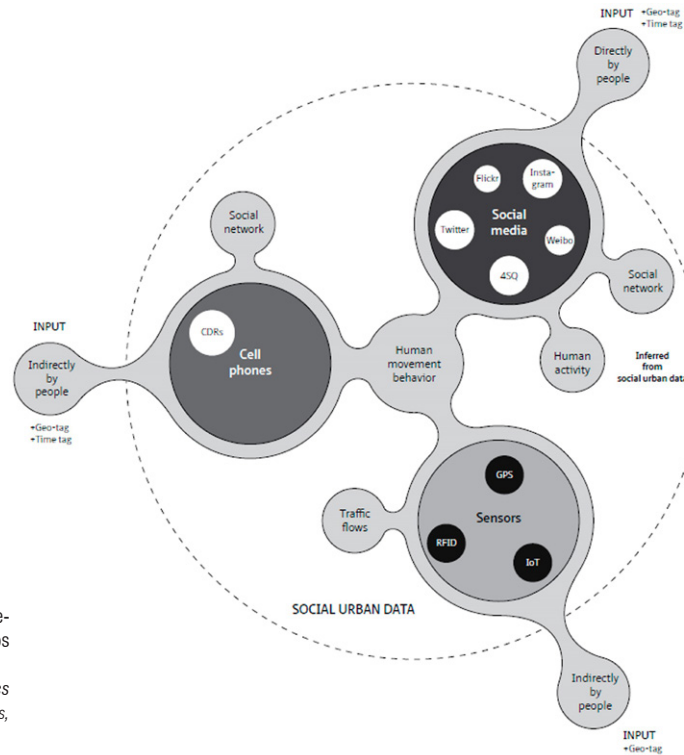 INPUT +Geo-tag
+Time tag
Directly
by
people
Flickr
Insta-
gram
Social
media
Twitter
Weibo
4SQ
Social
network
Social
network
INPUT
CDRs
Cell
phones
Indirectly
by
people
Human
movement
behavior
Human
activity
Inferred
from
social urban data
+Geo-tag
+Time tag
GPS
Traffic
flows
Sensors
RFID
IoT
SOCIAL URBAN DATA
Indirectly
by
people
INPUT
+Geo-tag
e-
os
es
s,